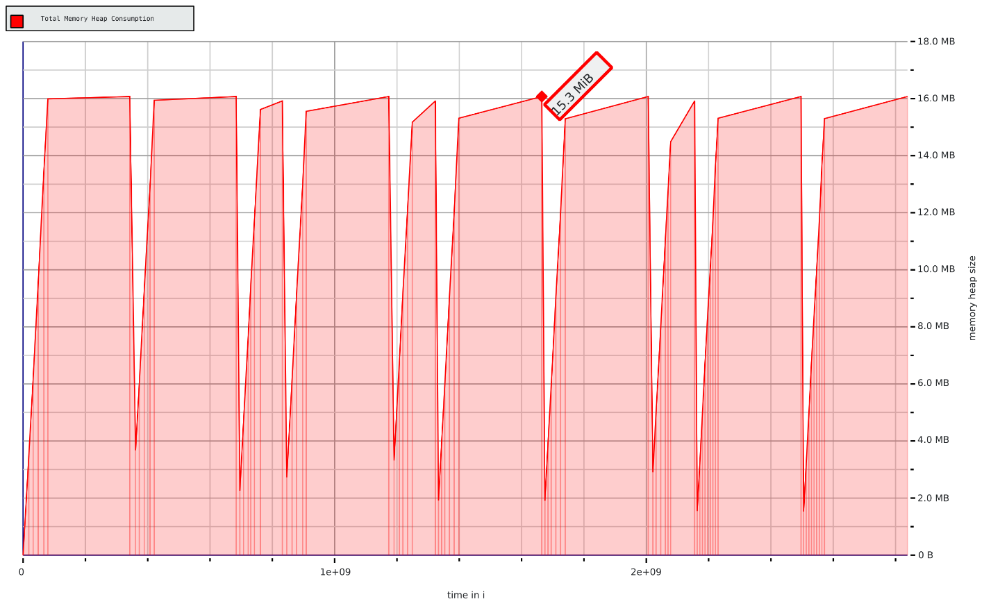 Total Memory Heap Consumption
18.0 MB
15.3 MiB
16.0 MB
14.0 MB
12.0 MB
10.0 MB
memory heap size
8.0 MB
6.0 MB
4.0 MB
2.0 MB
0 B
0
1e+09
2e+09
time in i